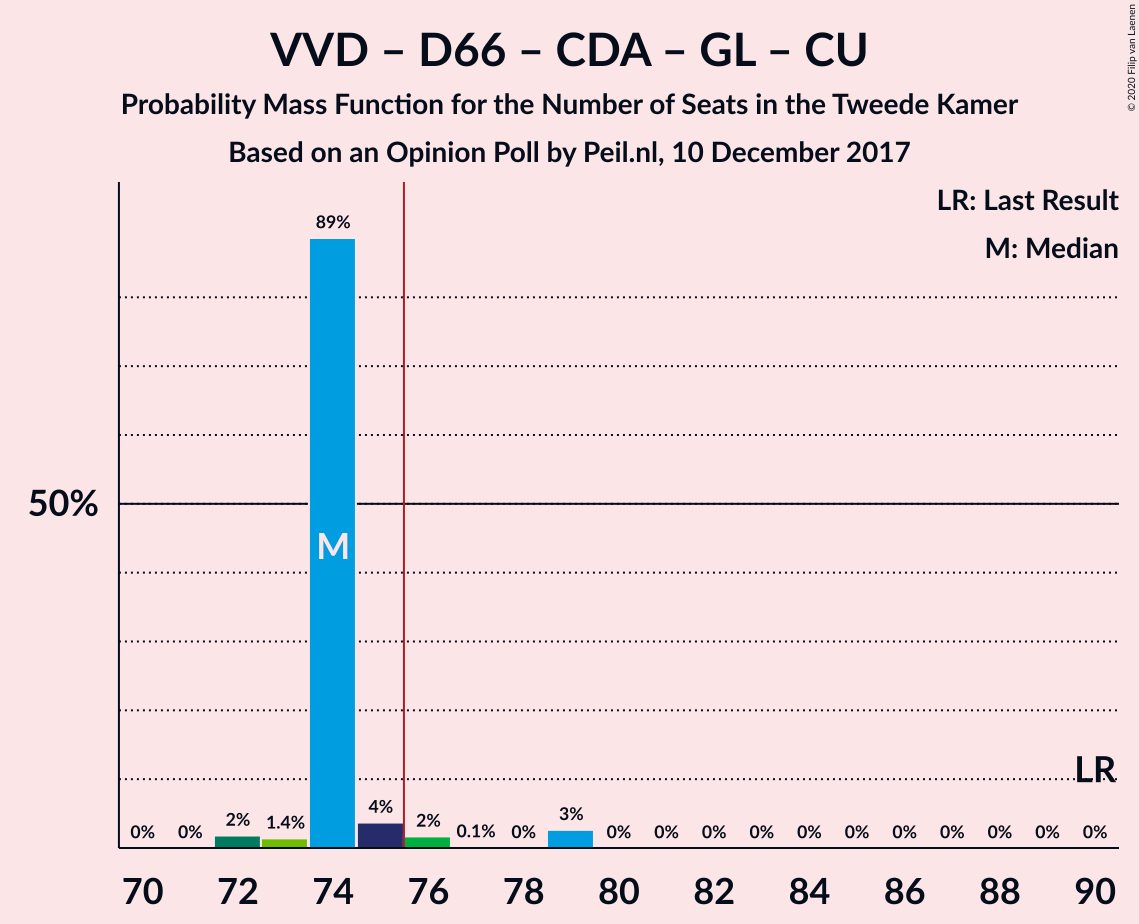 VVD – D66 – CDA – GL – CU
Probability Mass Function for the Number of Seats in the Tweede Kamer
Based on an Opinion Poll by Peil.nl, 10 December 2017
© 2020 Filip van Laenen
LR: Last Result
M: Median
50%
0% 0% 2% 1.4% 89% 4% 2% 0.1% 0% 3% 0% 0% 0% 0% 0% 0% 0% 0% 0% 0% 0%
M
LR
70 72 74 76 78 80 82 84 86 88 90